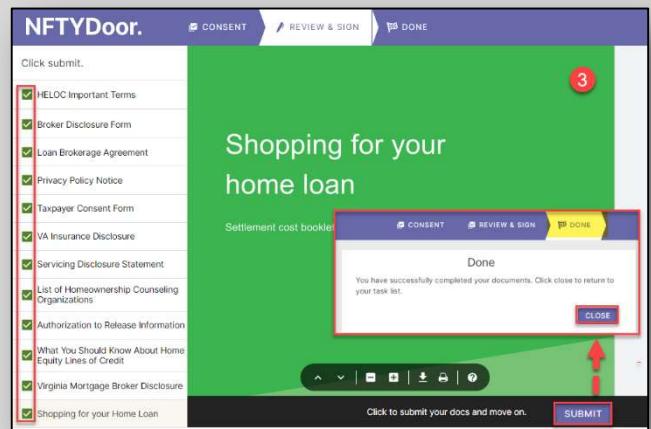 NFTYDoor.
CONSENT
REVIEW & SIGN
DONE
Click submit.
HELOC Important Terms
Broker Disclosure Form
Loan Brokerage Agreement
Privacy Policy Notice
Taxpayer Consent Form
VA Insurance Disclosure
Servicing Disclosure Statement
List of Homeownership Counseling
Organizations
Authorization to Release Information
What You Should Know About Home
Equity Lines of Credit
Virginia Mortgage Broker Disclosure
Shopping for your Home Loan
3
Shopping for your
home loan
Settlement cost booklet
CONSENT
REVIEW & SIGN
DONE
Done
You have successfully completed your documents. Click close to return to
your task list.
CLOSE
Click to submit your docs and move on.
SUBMIT